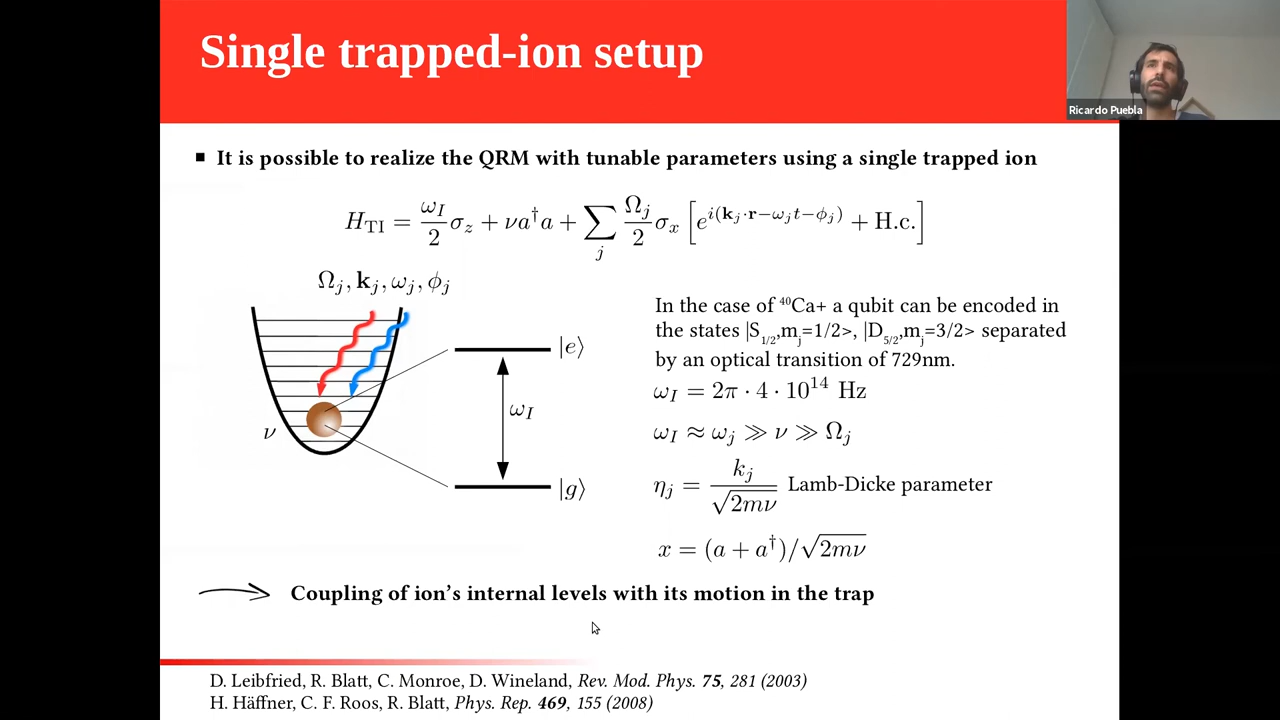 Single trapped-ion setup
Ricardo Puebla
▪ It is possible to realize the QRM with tunable parameters using a single trapped ion
H_TI = ω_I/2 σ_z + νa†a + ∑_j Ω_j/2 σ_x [e^{i(k_j·r−ω_j t−ϕ_j)} + H.c.]
Ω_j, k_j, ω_j, ϕ_j
In the case of ⁴⁰Ca+ a qubit can be encoded in
the states |S_1/2,m_j=1/2>, |D_5/2,m_j=3/2> separated
by an optical transition of 729nm.
|e⟩
ω_I = 2π · 4 · 10¹⁴ Hz
ω_I
ν
ω_I ≈ ω_j ≫ ν ≫ Ω_j
|g⟩
η_j = k_j/√(2mν) Lamb-Dicke parameter
x = (a + a†)/√(2mν)
Coupling of ion's internal levels with its motion in the trap
D. Leibfried, R. Blatt, C. Monroe, D. Wineland, Rev. Mod. Phys. 75, 281 (2003)
H. Häffner, C. F. Roos, R. Blatt, Phys. Rep. 469, 155 (2008)